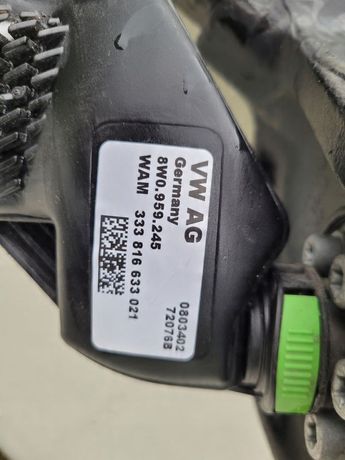 VW AG
Germany
8W0.959.245
WAM 333 816 633 021
0803402
720768